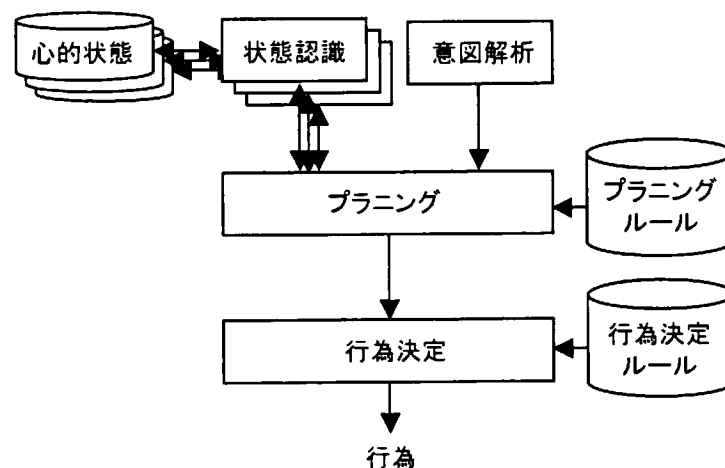 心的状態
状態認識
意図解析
プラニング
プラニング
ルール
行為決定
行為決定
ルール
行為